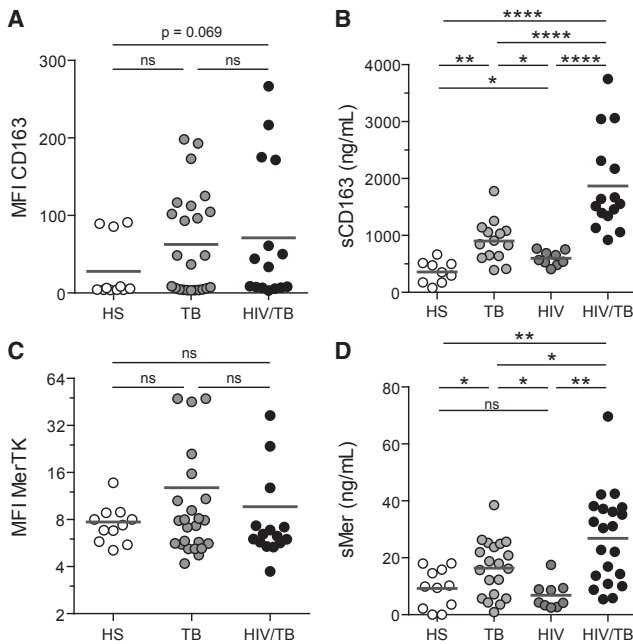 A
p = 0.069
ns
ns
MFI CD163
300
200
100
0
HS
TB
HIV/TB
B
****
****
**
*
****
*
sCD163 (ng/mL)
4000
3000
2000
1000
500
0
HS
TB
HIV
HIV/TB
C
ns
ns
ns
MFI MerTK
64
32
16
8
4
2
HS
TB
HIV/TB
D
**
*
*
*
**
ns
sMer (ng/mL)
80
60
40
20
0
HS
TB
HIV
HIV/TB